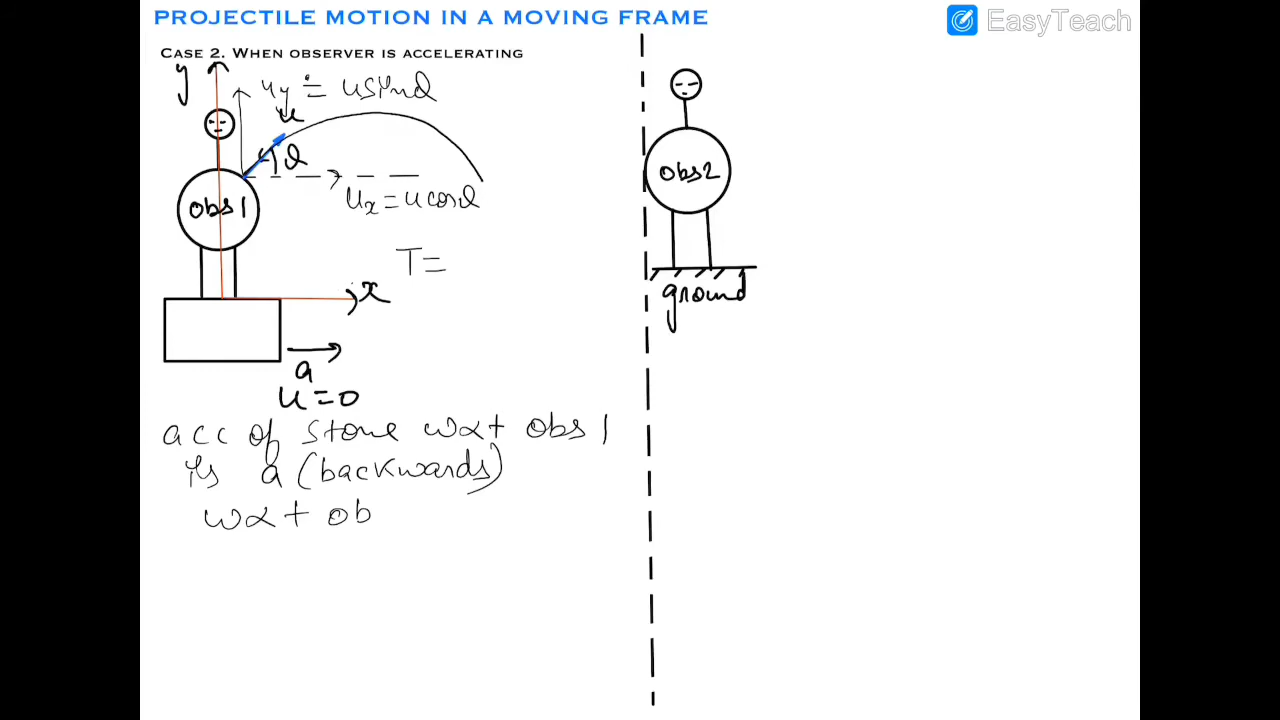 PROJECTILE MOTION IN A MOVING FRAME
EasyTeach
CASE 2. WHEN OBSERVER IS ACCELERATING
y
uy = usinθ
u
θ
ux = ucosθ
obs1
T=
x
a
u=0
acc of stone wrt obs 1
is a (backwards)
wrt ob
obs2
ground